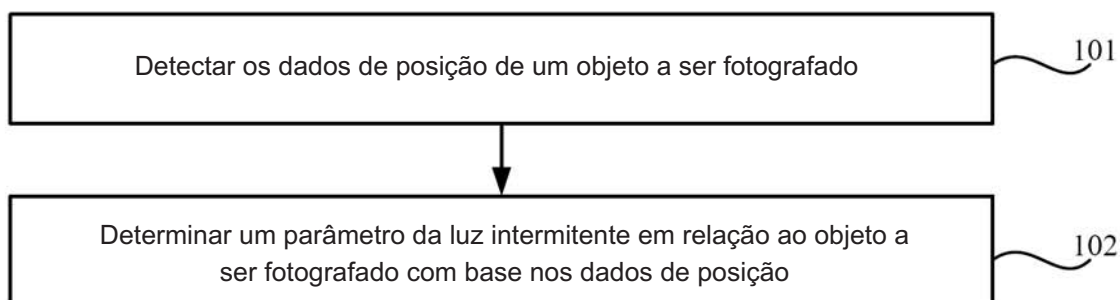 Detectar os dados de posição de um objeto a ser fotografado
101
Determinar um parâmetro da luz intermitente em relação ao objeto a
ser fotografado com base nos dados de posição
102